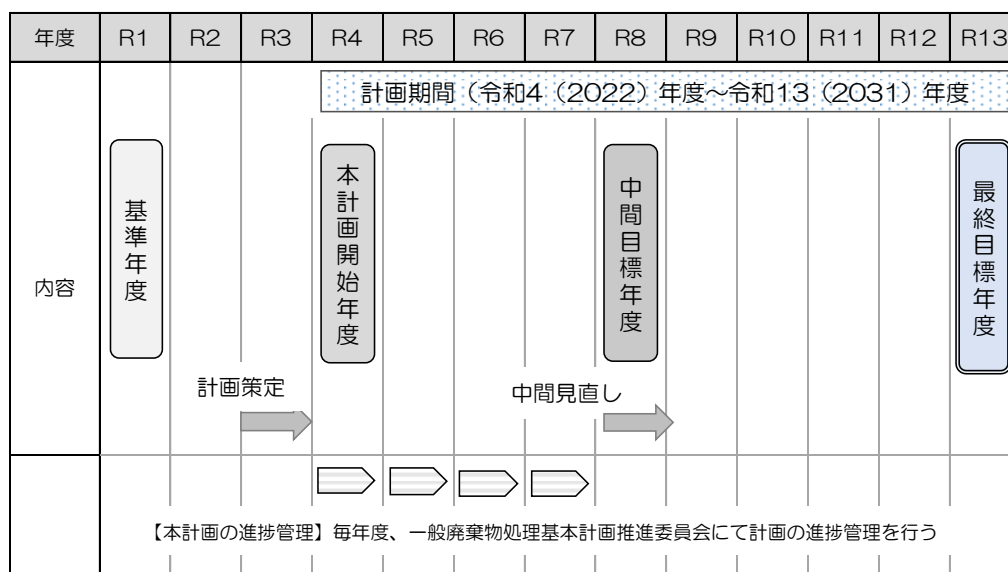 年度 R1 R2 R3 R4 R5 R6 R7 R8 R9 R10 R11 R12 R13
計画期間（令和4（2022）年度～令和13（2031）年度
基準年度
本計画開始年度
中間目標年度
最終目標年度
内容
計画策定
中間見直し
【本計画の進捗管理】毎年度、一般廃棄物処理基本計画推進委員会にて計画の進捗管理を行う